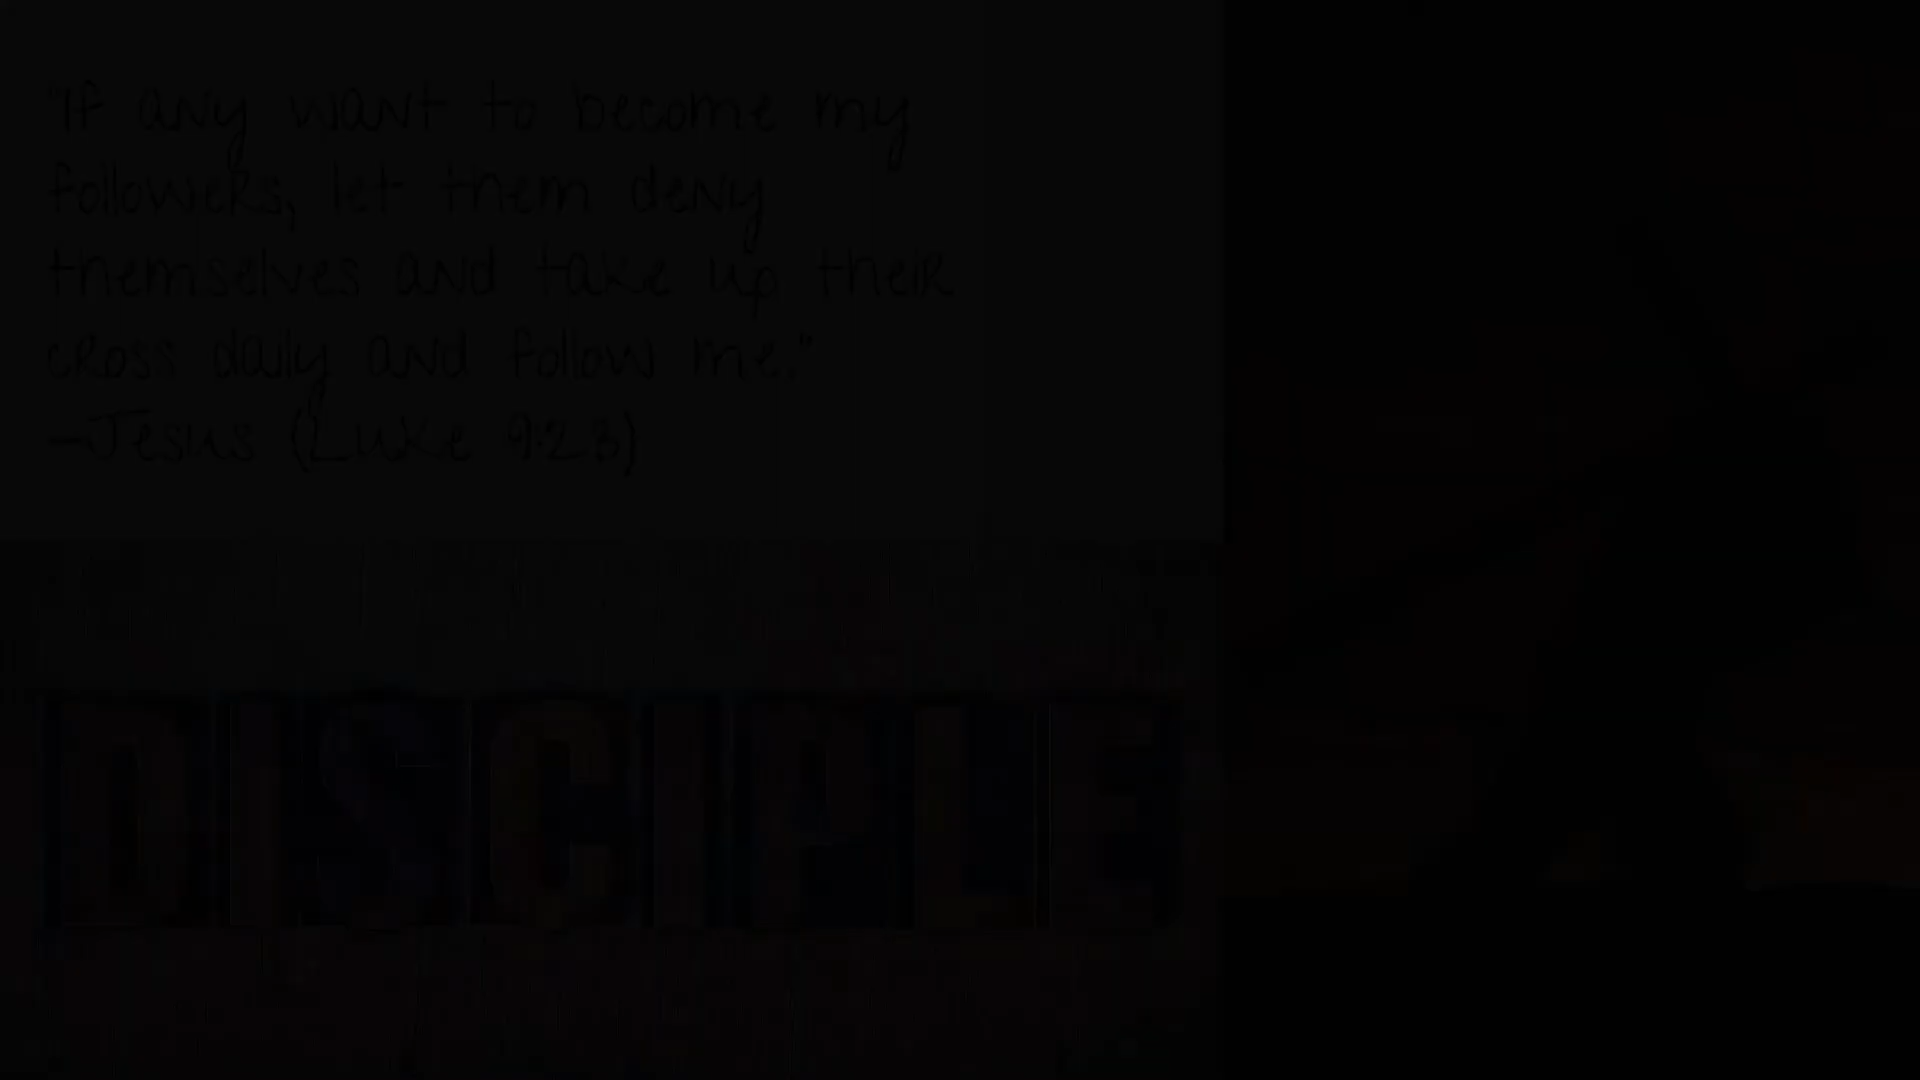 "If any want to become my
followers, let them deny
themselves and take up their
cross daily and follow me."
—Jesus (Luke 9:23)
DISCIPLE